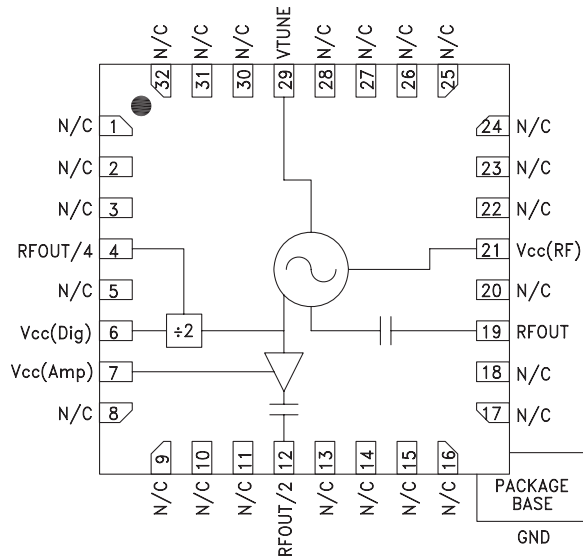 N/C N/C N/C VTUNE N/C N/C N/C N/C
32 31 30 29 28 27 26 25
N/C 1
N/C 2
N/C 3
RFOUT/4 4
N/C 5
Vcc(Dig) 6
Vcc(Amp) 7
N/C 8
÷2
24 N/C
23 N/C
22 N/C
21 Vcc(RF)
20 N/C
19 RFOUT
18 N/C
17 N/C
9 10 11 12 13 14 15 16
N/C N/C N/C RFOUT/2 N/C N/C N/C N/C
PACKAGE
BASE
GND